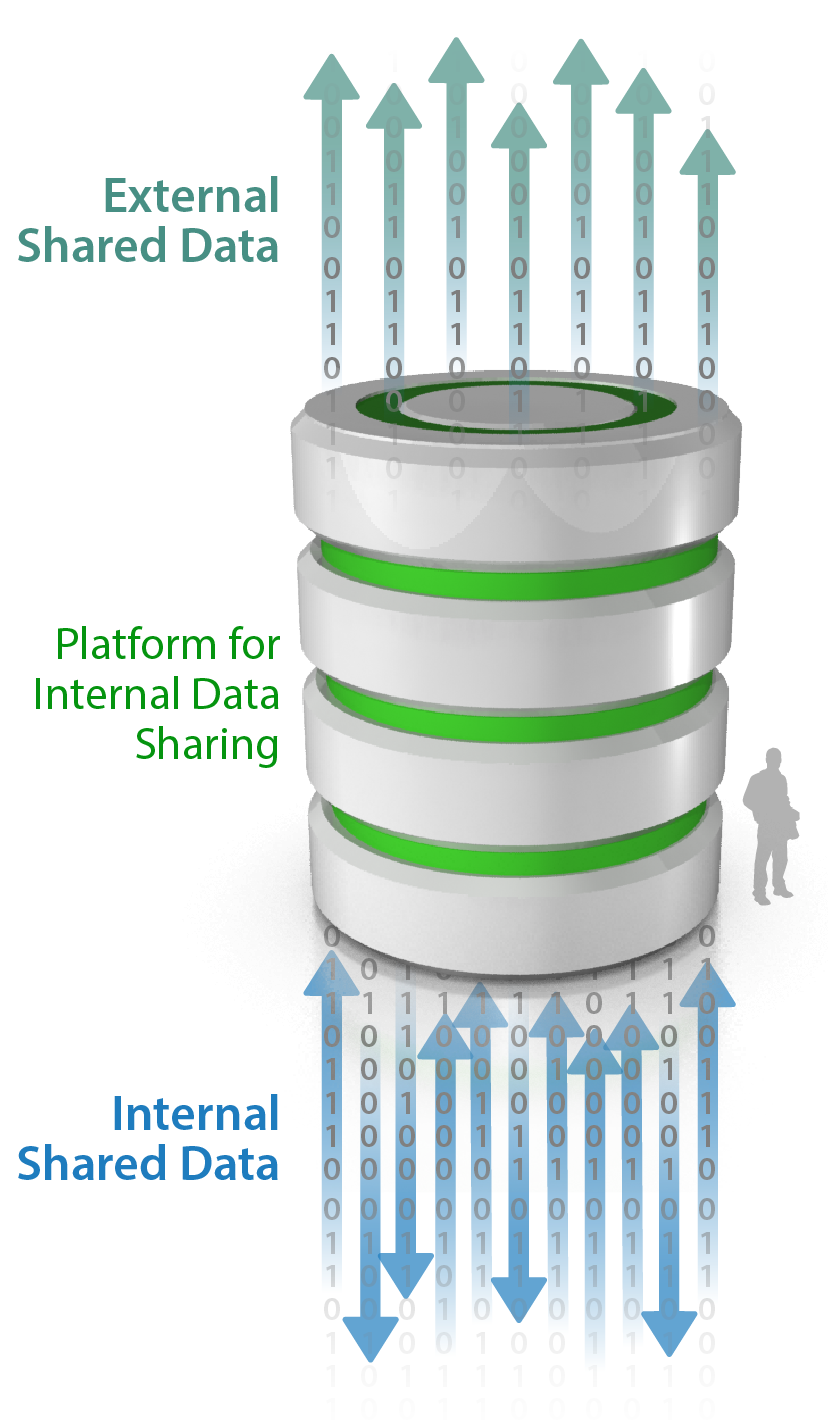 External
Shared Data
Platform for
Internal Data
Sharing
Internal
Shared Data